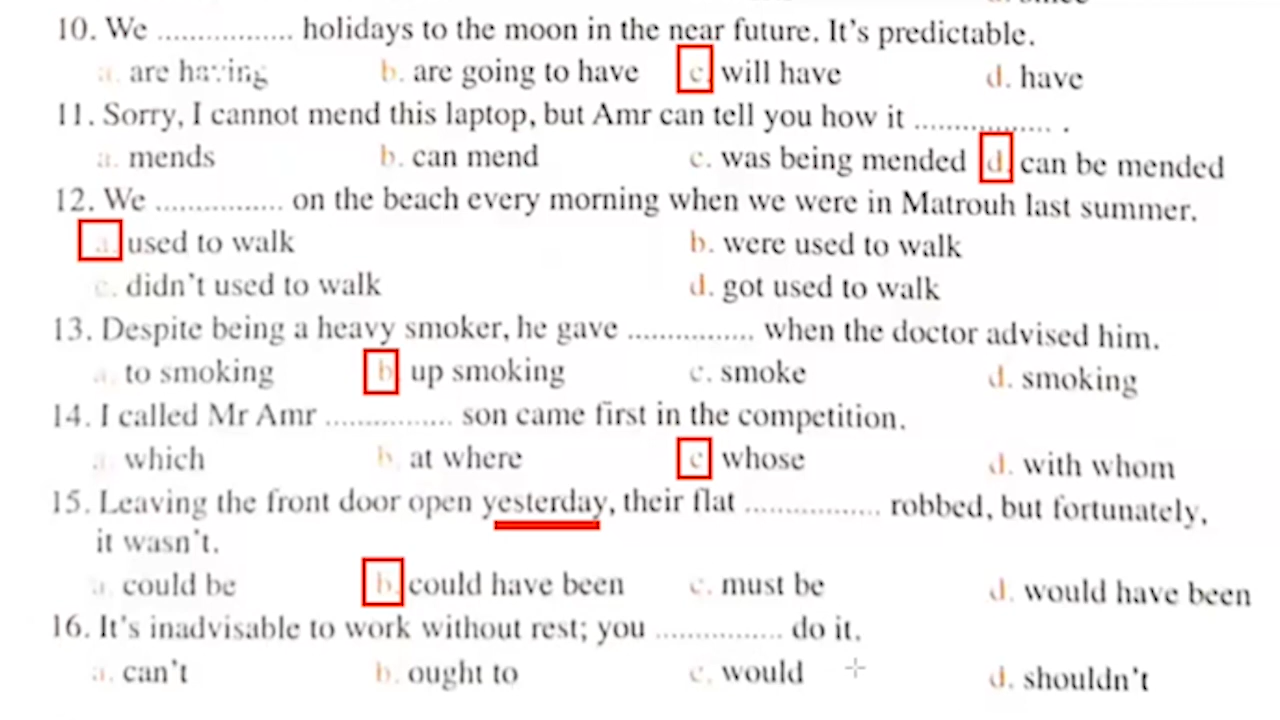 10. We ................ holidays to the moon in the near future. It's predictable.
a. are having b. are going to have c. will have d. have
11. Sorry, I cannot mend this laptop, but Amr can tell you how it ................ .
a. mends b. can mend c. was being mended d. can be mended
12. We ............... on the beach every morning when we were in Matrouh last summer.
a. used to walk b. were used to walk
c. didn't used to walk d. got used to walk
13. Despite being a heavy smoker, he gave ............... when the doctor advised him.
a. to smoking b. up smoking c. smoke d. smoking
14. I called Mr Amr ............... son came first in the competition.
a. which b. at where c. whose d. with whom
15. Leaving the front door open yesterday, their flat ................ robbed, but fortunately,
it wasn't.
a. could be b. could have been c. must be d. would have been
16. It's inadvisable to work without rest; you ............... do it.
a. can't b. ought to c. would d. shouldn't